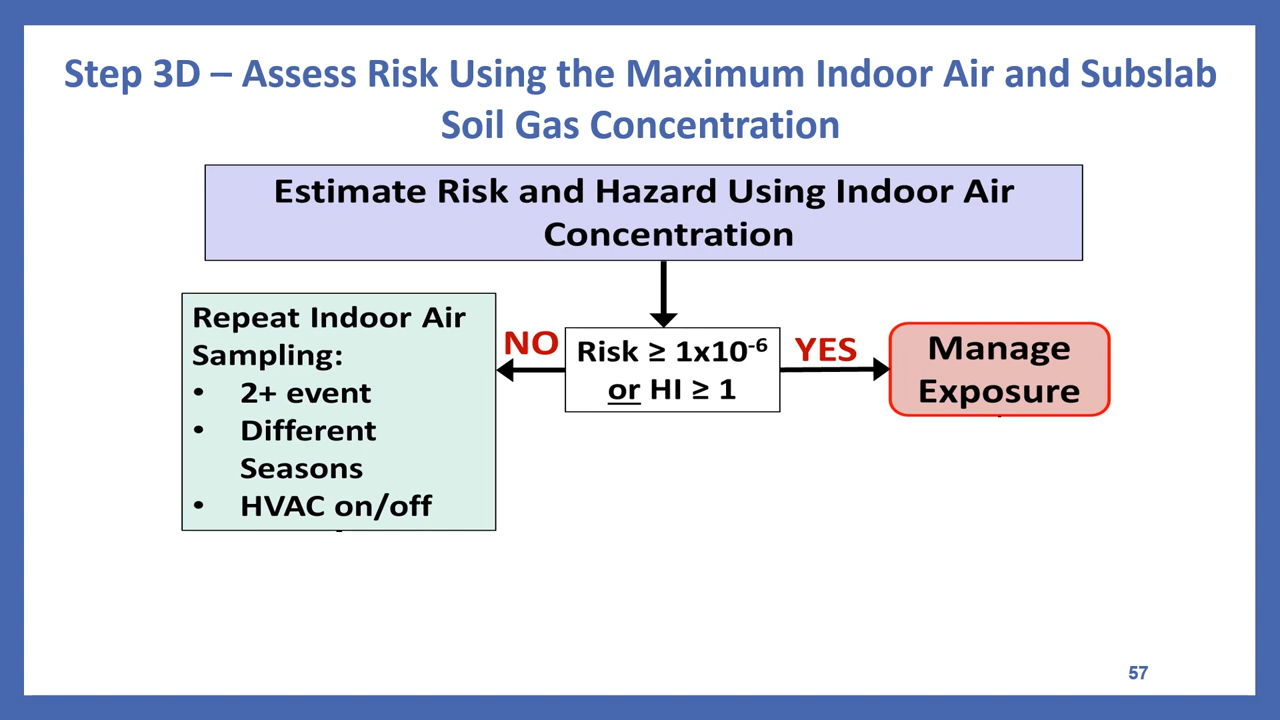 Step 3D – Assess Risk Using the Maximum Indoor Air and Subslab
Soil Gas Concentration
Estimate Risk and Hazard Using Indoor Air
Concentration
Repeat Indoor Air
Sampling:
• 2+ event
• Different
Seasons
• HVAC on/off
NO
Risk ≥ 1x10⁻⁶
or HI ≥ 1
YES
Manage
Exposure
57